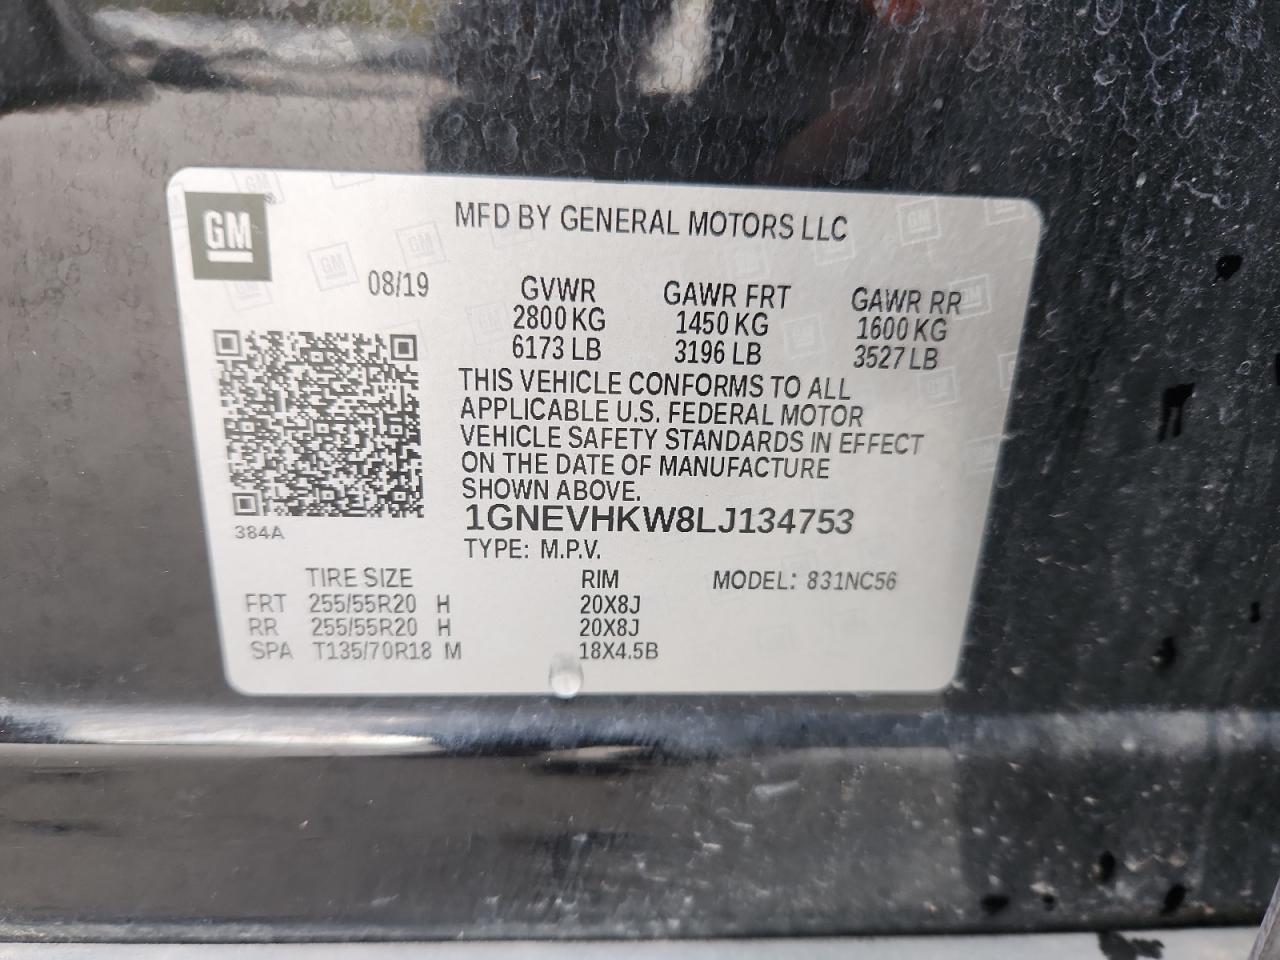 GM
MFD BY GENERAL MOTORS LLC
08/19
GVWR GAWR FRT GAWR RR
2800 KG 1450 KG 1600 KG
6173 LB 3196 LB 3527 LB
THIS VEHICLE CONFORMS TO ALL
APPLICABLE U.S. FEDERAL MOTOR
VEHICLE SAFETY STANDARDS IN EFFECT
ON THE DATE OF MANUFACTURE
SHOWN ABOVE.
1GNEVHKW8LJ134753
384A
TYPE: M.P.V.
TIRE SIZE RIM MODEL: 831NC56
FRT 255/55R20 H 20X8J
RR 255/55R20 H 20X8J
SPA T135/70R18 M 18X4.5B